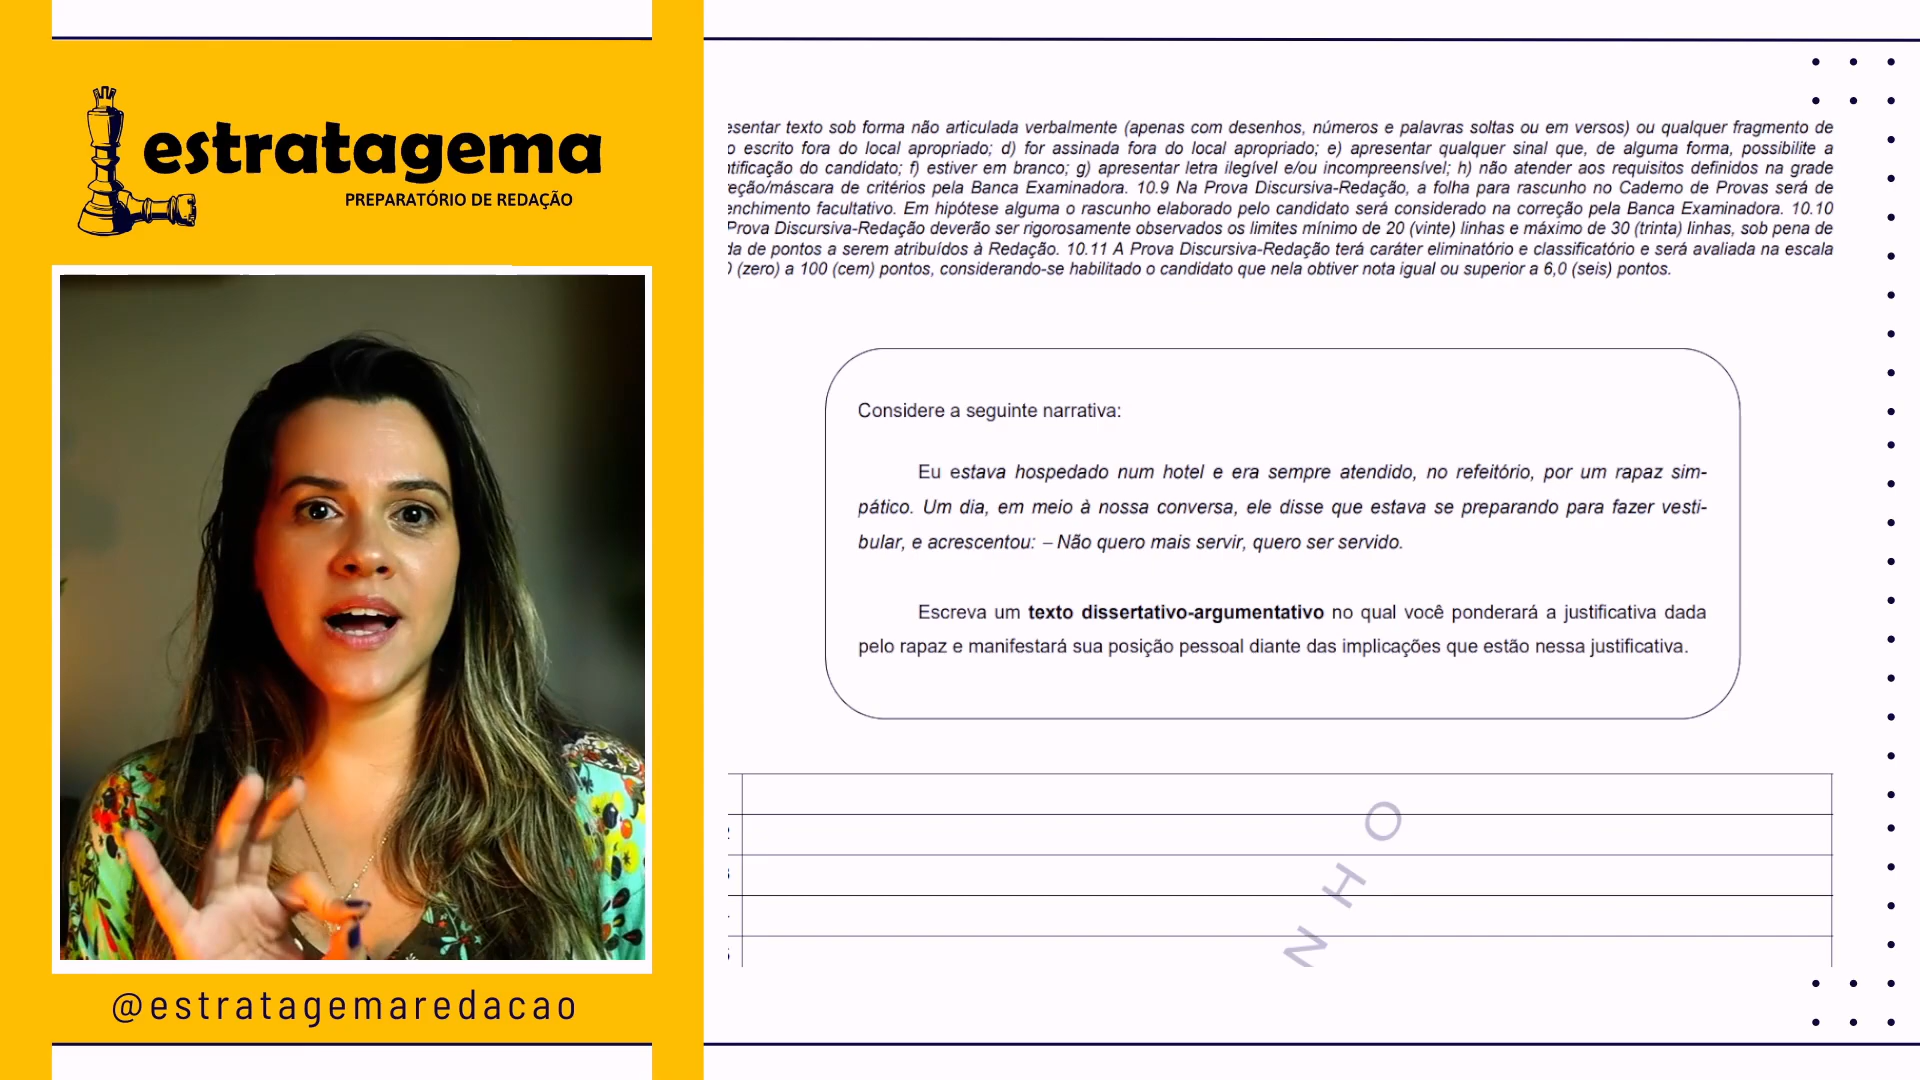 estratagema
PREPARATÓRIO DE REDAÇÃO
@estratagemaredacao
texto sob forma não articulada verbalmente (apenas com desenhos, números e palavras soltas ou em versos) ou qualquer fragmento de
o escrito fora do local apropriado; d) for assinada fora do local apropriado; e) apresentar qualquer sinal que, de alguma forma, possibilite a
do candidato; f) estiver em branco; g) apresentar letra ilegível e/ou incompreensível; h) não atender aos requisitos definidos na grade
de critérios pela Banca Examinadora. 10.9 Na Prova Discursiva-Redação, a folha para rascunho no Caderno de Provas será de
facultativo. Em hipótese alguma o rascunho elaborado pelo candidato será considerado na correção pela Banca Examinadora. 10.10
Prova Discursiva-Redação deverão ser rigorosamente observados os limites mínimo de 20 (vinte) linhas e máximo de 30 (trinta) linhas, sob pena de
de pontos a serem atribuídos à Redação. 10.11 A Prova Discursiva-Redação terá caráter eliminatório e classificatório e será avaliada na escala
(zero) a 100 (cem) pontos, considerando-se habilitado o candidato que nela obtiver nota igual ou superior a 6,0 (seis) pontos.
Considere a seguinte narrativa:
Eu estava hospedado num hotel e era sempre atendido, no refeitório, por um rapaz sim-
pático. Um dia, em meio à nossa conversa, ele disse que estava se preparando para fazer vesti-
bular, e acrescentou: – Não quero mais servir, quero ser servido.
Escreva um texto dissertativo-argumentativo no qual você ponderará a justificativa dada
pelo rapaz e manifestará sua posição pessoal diante das implicações que estão nessa justificativa.
N H O